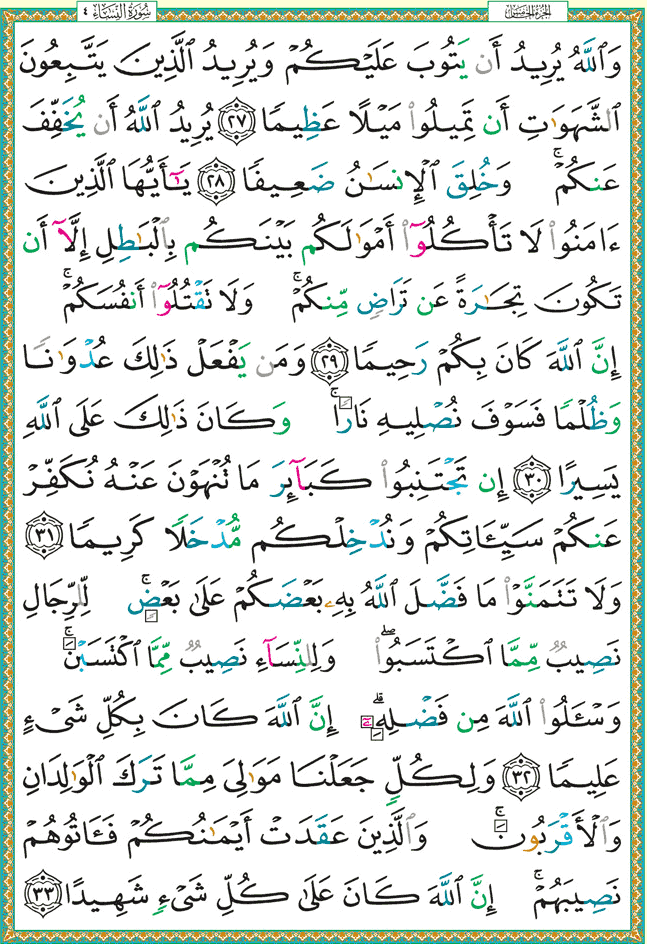 سُورَةُ النِّسَاءِ ٤
الجُزءُ الخَامِسُ
وَٱللَّهُ يُرِيدُ أَن يَتُوبَ عَلَيْكُمْ وَيُرِيدُ ٱلَّذِينَ يَتَّبِعُونَ
ٱلشَّهَوَٰتِ أَن تَمِيلُوا۟ مَيْلًا عَظِيمًا ٢٧ يُرِيدُ ٱللَّهُ أَن يُخَفِّفَ
عَنكُمْ ۚ وَخُلِقَ ٱلْإِنسَٰنُ ضَعِيفًا ٢٨ يَٰٓأَيُّهَا ٱلَّذِينَ
ءَامَنُوا۟ لَا تَأْكُلُوٓا۟ أَمْوَٰلَكُم بَيْنَكُم بِٱلْبَٰطِلِ إِلَّآ أَن
تَكُونَ تِجَٰرَةً عَن تَرَاضٍ مِّنكُمْ ۚ وَلَا تَقْتُلُوٓا۟ أَنفُسَكُمْ ۚ
إِنَّ ٱللَّهَ كَانَ بِكُمْ رَحِيمًا ٢٩ وَمَن يَفْعَلْ ذَٰلِكَ عُدْوَٰنًا
وَظُلْمًا فَسَوْفَ نُصْلِيهِ نَارًا ۚ وَكَانَ ذَٰلِكَ عَلَى ٱللَّهِ
يَسِيرًا ٣٠ إِن تَجْتَنِبُوا۟ كَبَآئِرَ مَا تُنْهَوْنَ عَنْهُ نُكَفِّرْ
عَنكُمْ سَيِّـَٔاتِكُمْ وَنُدْخِلْكُم مُّدْخَلًا كَرِيمًا ٣١
وَلَا تَتَمَنَّوْا۟ مَا فَضَّلَ ٱللَّهُ بِهِۦ بَعْضَكُمْ عَلَىٰ بَعْضٍ ۚ لِّلرِّجَالِ
نَصِيبٌ مِّمَّا ٱكْتَسَبُوا۟ ۖ وَلِلنِّسَآءِ نَصِيبٌ مِّمَّا ٱكْتَسَبْنَ ۚ
وَسْـَٔلُوا۟ ٱللَّهَ مِن فَضْلِهِۦٓ ۗ إِنَّ ٱللَّهَ كَانَ بِكُلِّ شَىْءٍ
عَلِيمًا ٣٢ وَلِكُلٍّ جَعَلْنَا مَوَٰلِىَ مِمَّا تَرَكَ ٱلْوَٰلِدَانِ
وَٱلْأَقْرَبُونَ ۚ وَٱلَّذِينَ عَقَدَتْ أَيْمَٰنُكُمْ فَـَٔاتُوهُمْ
نَصِيبَهُمْ ۚ إِنَّ ٱللَّهَ كَانَ عَلَىٰ كُلِّ شَىْءٍ شَهِيدًا ٣٣